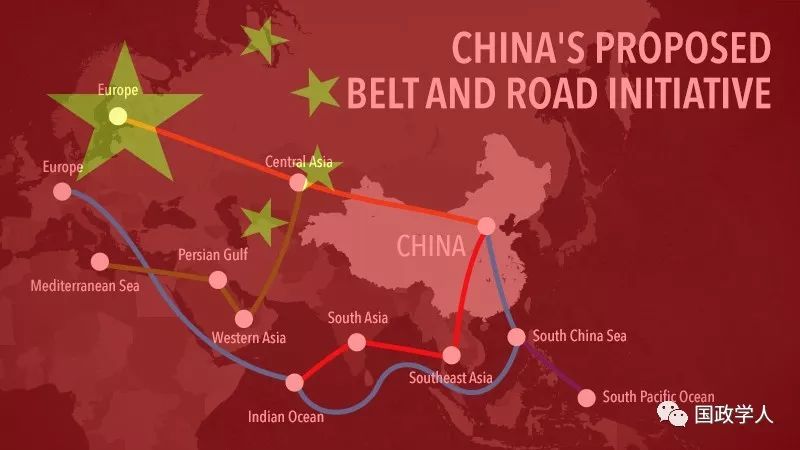 CHINA'S PROPOSED
BELT AND ROAD INITIATIVE
Europe
Europe
Central Asia
CHINA
Persian Gulf
Mediterranean Sea
Western Asia
South Asia
South China Sea
Southeast Asia
South Pacific Ocean
Indian Ocean
国政学人